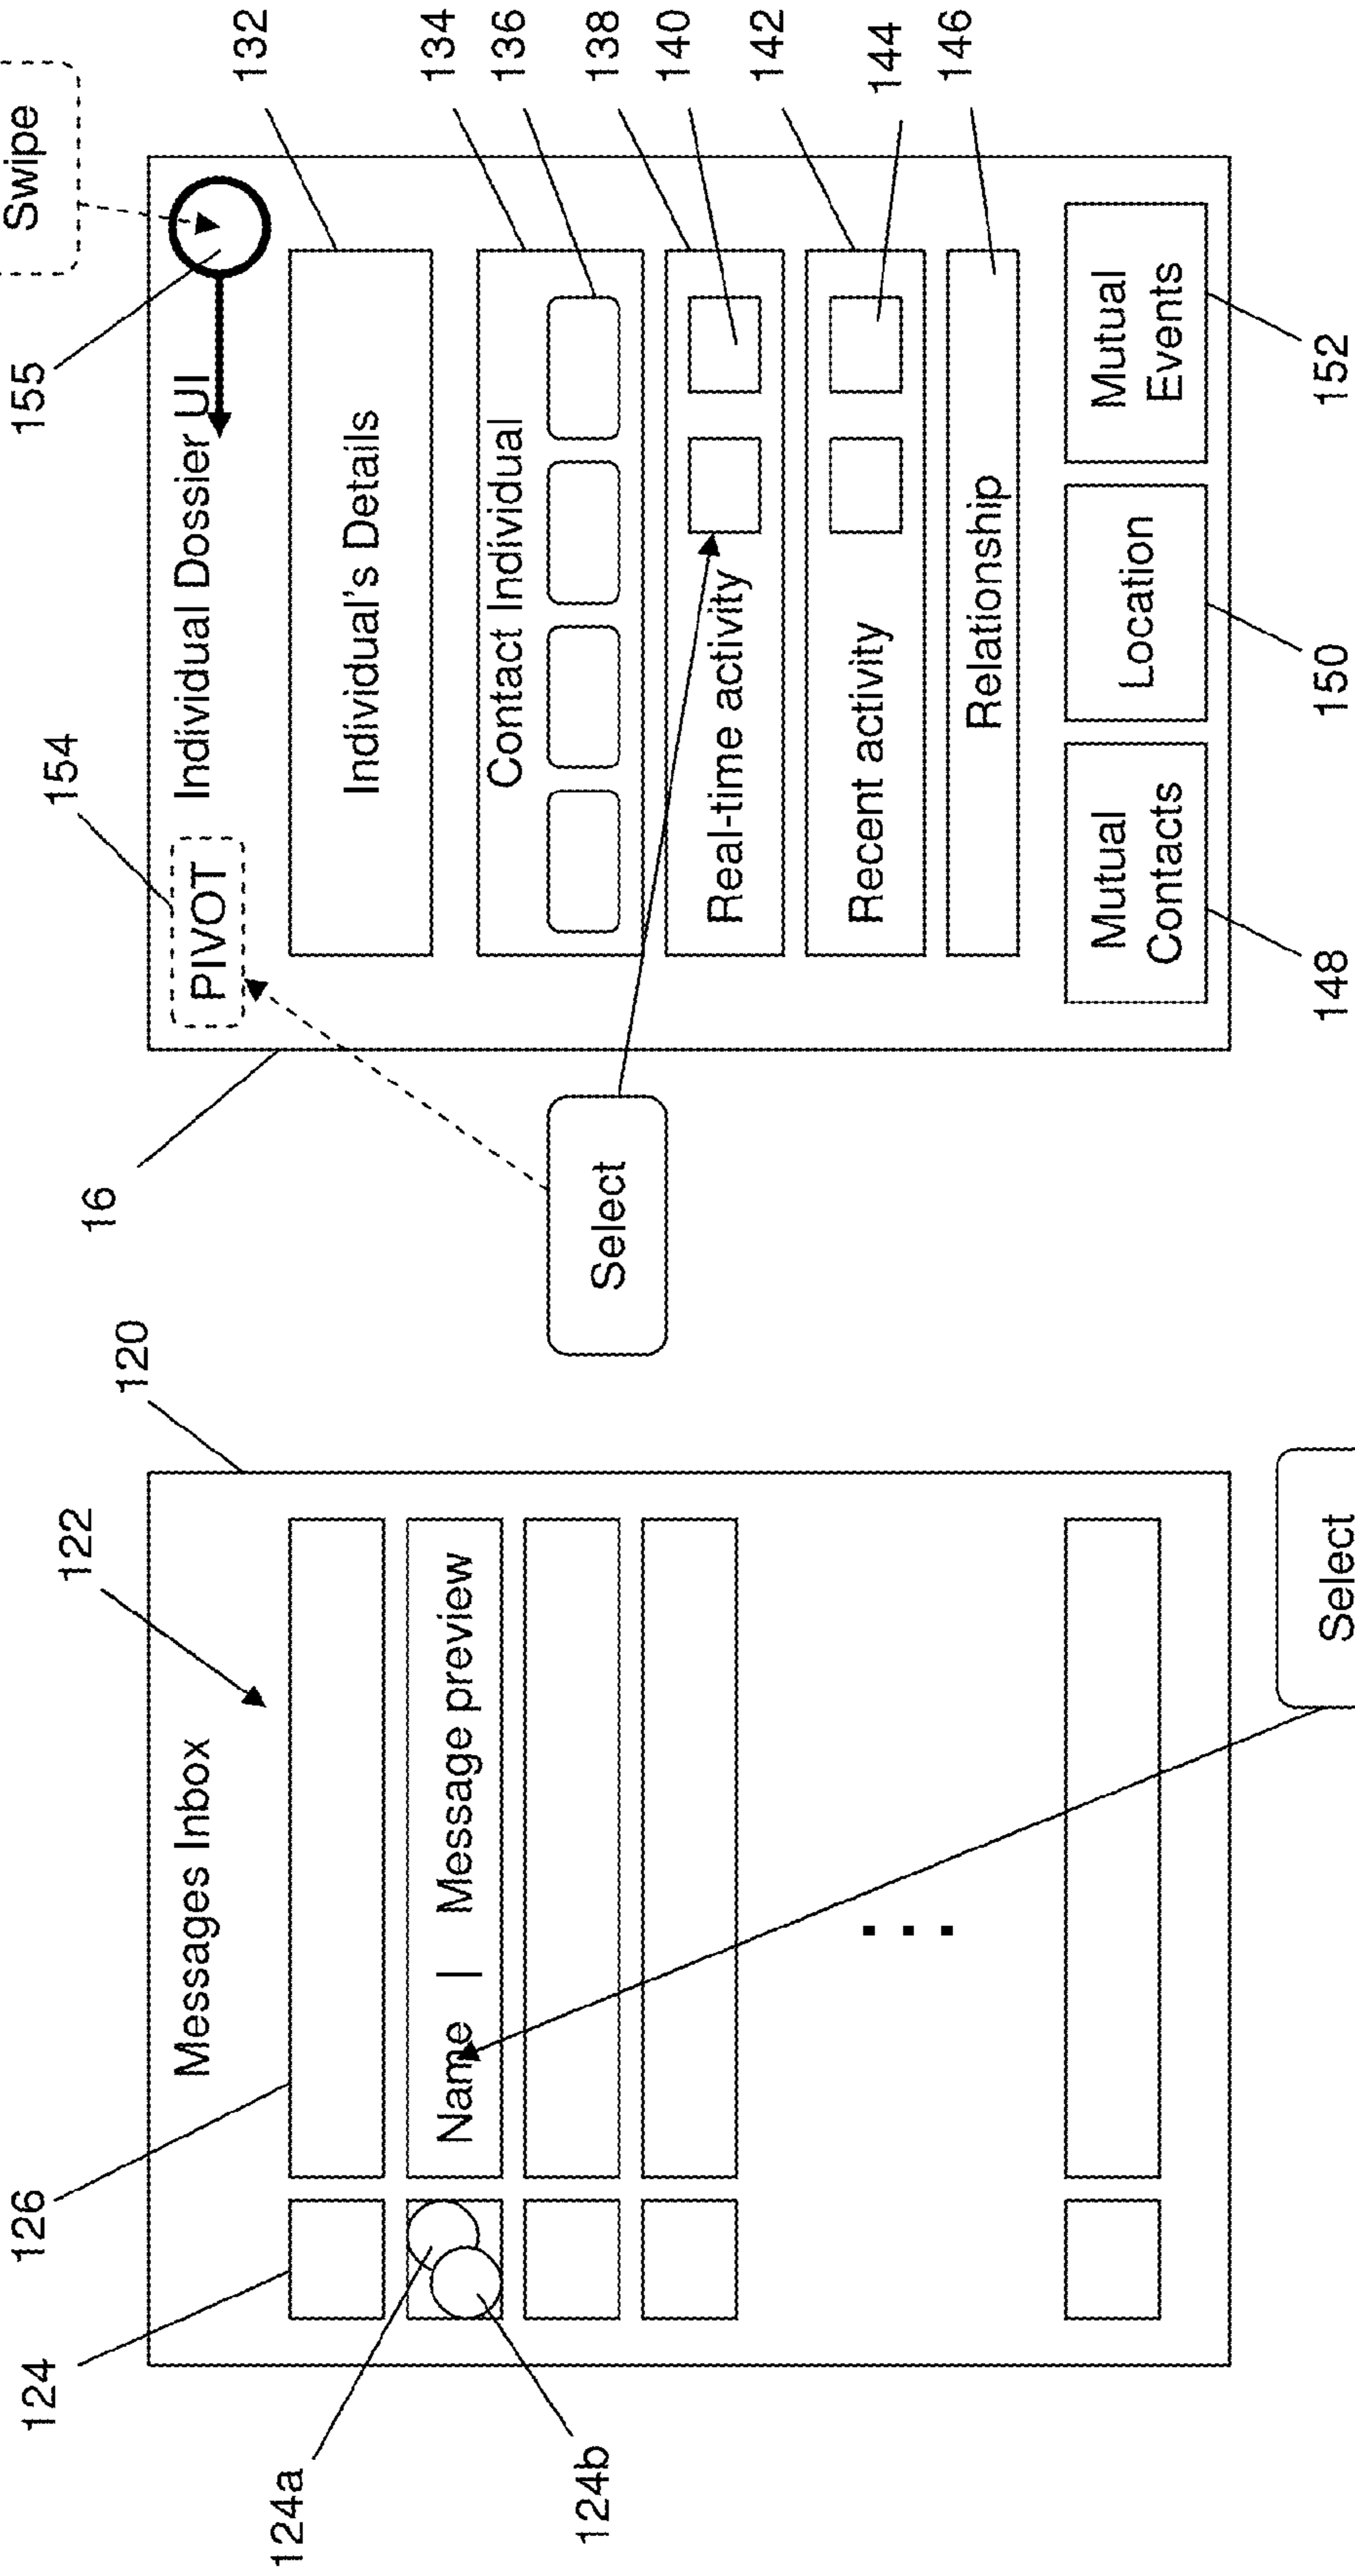 126
122
120
124
Messages Inbox
Name | Message preview
124a
124b
Select
16
154
155
Swipe
PIVOT
Individual Dossier UI
132
Individual's Details
134
Contact Individual
136
138
Real-time activity
140
142
Recent activity
144
Relationship
146
Select
Mutual
Contacts
Location
Mutual
Events
148
150
152